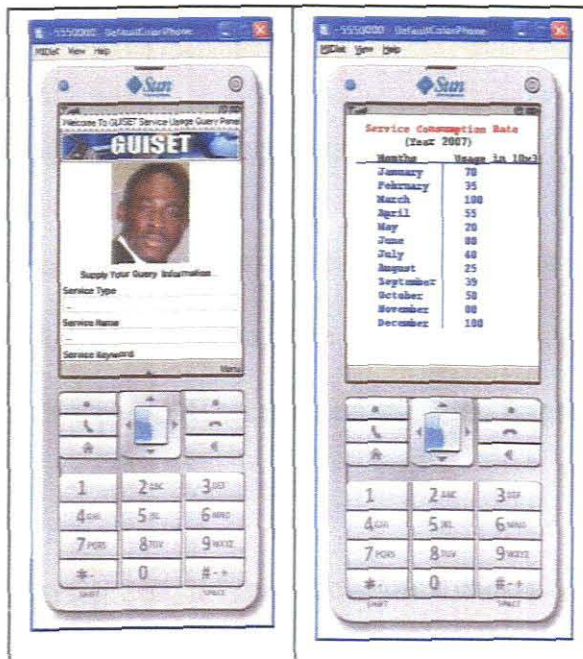 5550000 DefaultColorPhone
MIDlet View Help
Sun
Welcome To GUISET Service Usage Query Panel
GUISET
Supply Your Query Information
Service Type
Service Name
Service Keyword
Menu
1 2 ABC 3 DEF
4 GHI 5 JKL 6 MNO
7 PQRS 8 TUV 9 WXYZ
* 0 #-+
SHIFT SPACE
5550000 DefaultColorPhone
MIDlet View Help
Sun
Service Consumption Rate
(Year 2007)
Months Usage in 10x3
January 70
February 35
March 100
April 55
May 20
June 80
July 60
August 25
September 39
October 50
November 80
December 100
1 2 ABC 3 DEF
4 GHI 5 JKL 6 MNO
7 PQRS 8 TUV 9 WXYZ
* 0 #-+
SHIFT SPACE